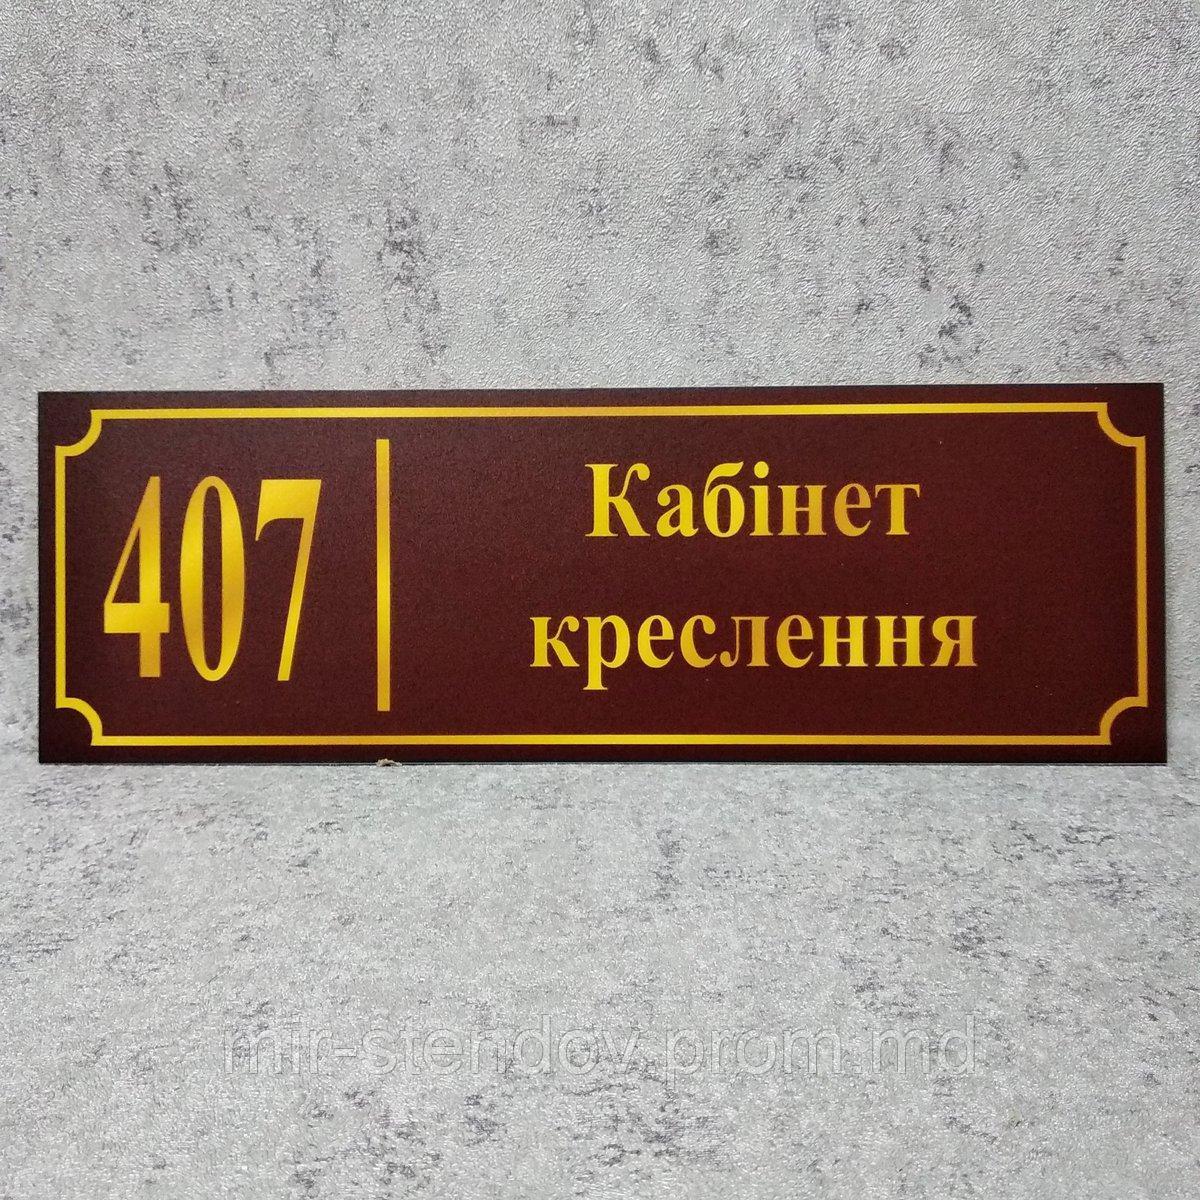 407
Кабінет
креслення
mir-stendov.prom.md